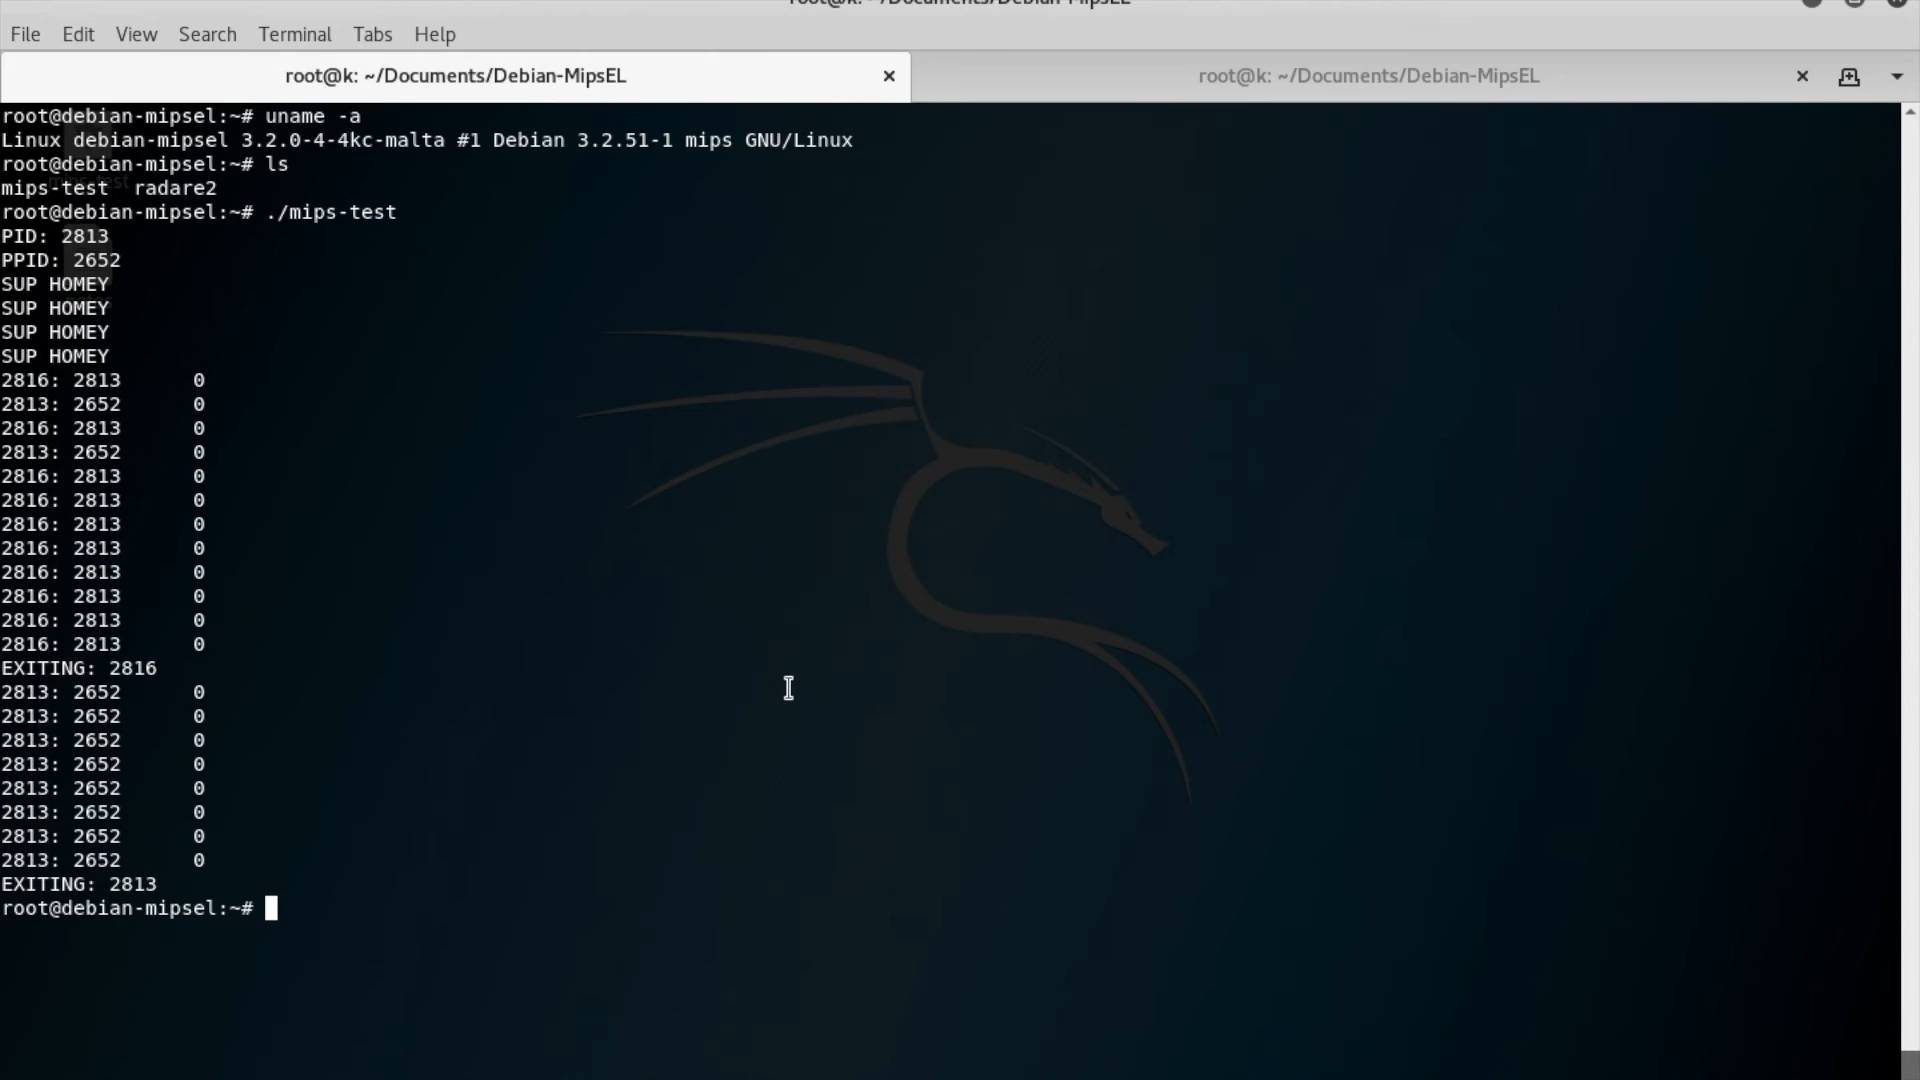 root@k: ~/Documents/Debian-MipsEL
File Edit View Search Terminal Tabs Help
root@k: ~/Documents/Debian-MipsEL
root@k: ~/Documents/Debian-MipsEL
root@debian-mipsel:~# uname -a
Linux debian-mipsel 3.2.0-4-4kc-malta #1 Debian 3.2.51-1 mips GNU/Linux
root@debian-mipsel:~# ls
mips-test radare2
root@debian-mipsel:~# ./mips-test
PID: 2813
PPID: 2652
SUP HOMEY
SUP HOMEY
SUP HOMEY
SUP HOMEY
2816: 2813 0
2813: 2652 0
2816: 2813 0
2813: 2652 0
2816: 2813 0
2816: 2813 0
2816: 2813 0
2816: 2813 0
2816: 2813 0
2816: 2813 0
2816: 2813 0
2816: 2813 0
EXITING: 2816
2813: 2652 0
2813: 2652 0
2813: 2652 0
2813: 2652 0
2813: 2652 0
2813: 2652 0
2813: 2652 0
2813: 2652 0
EXITING: 2813
root@debian-mipsel:~#